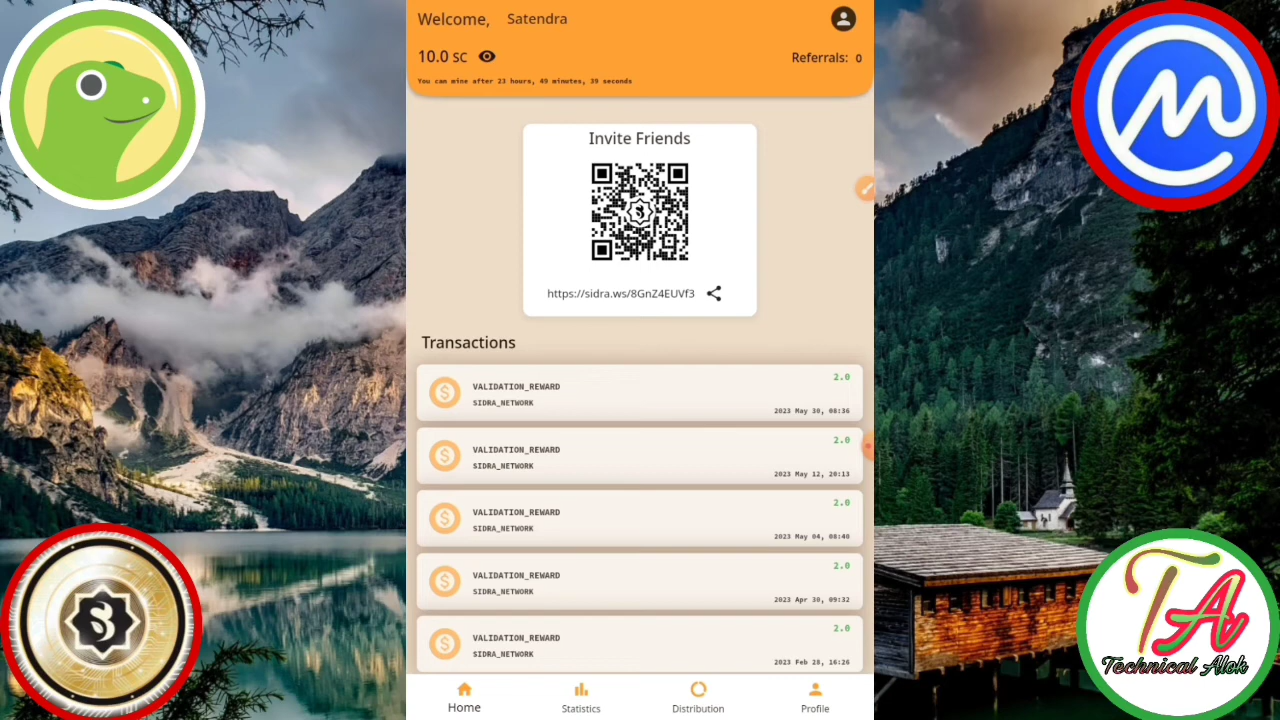 Welcome, Satendra
10.0 SC
Referrals: 0
You can mine after 23 hours, 49 minutes, 39 seconds
Invite Friends
https://sidra.ws/8GnZ4EUVf3
Transactions
VALIDATION_REWARD 2.0
SIDRA_NETWORK 2023 May 30, 08:36
VALIDATION_REWARD 2.0
SIDRA_NETWORK 2023 May 12, 20:13
VALIDATION_REWARD 2.0
SIDRA_NETWORK 2023 May 04, 08:40
VALIDATION_REWARD 2.0
SIDRA_NETWORK 2023 Apr 30, 09:32
VALIDATION_REWARD 2.0
SIDRA_NETWORK 2023 Feb 28, 16:26
Home Statistics Distribution Profile
TA
Technical Alok